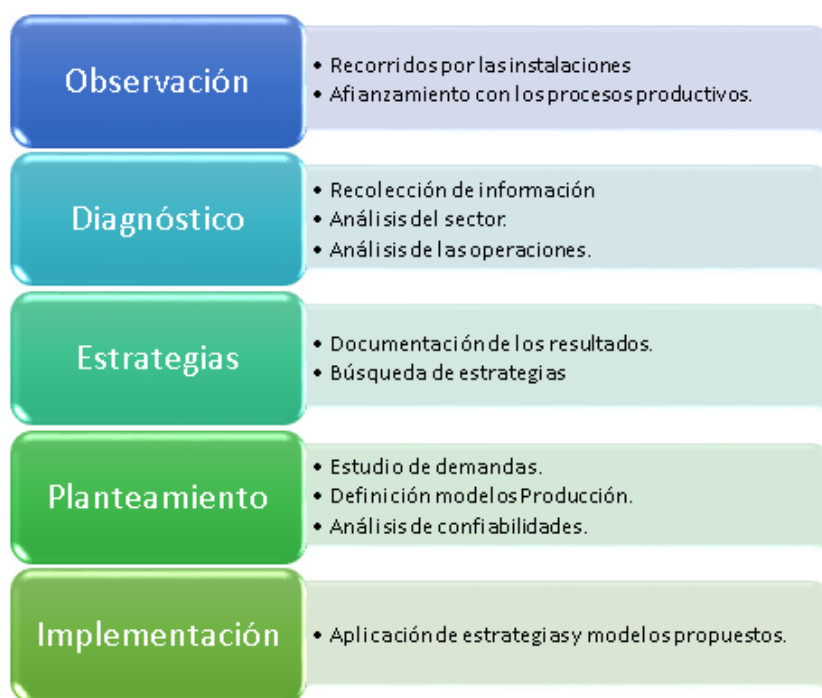 Observación
• Recorridos por las instalaciones
• Afianzamiento con los procesos productivos.
Diagnóstico
• Recolección de información
• Análisis del sector.
• Análisis de las operaciones.
Estrategias
• Documentación de los resultados.
• Búsqueda de estrategias
Planteamiento
• Estudio de demandas.
• Definición modelos Producción.
• Análisis de confiabilidades.
Implementación
• Aplicación de estrategias y modelos propuestos.